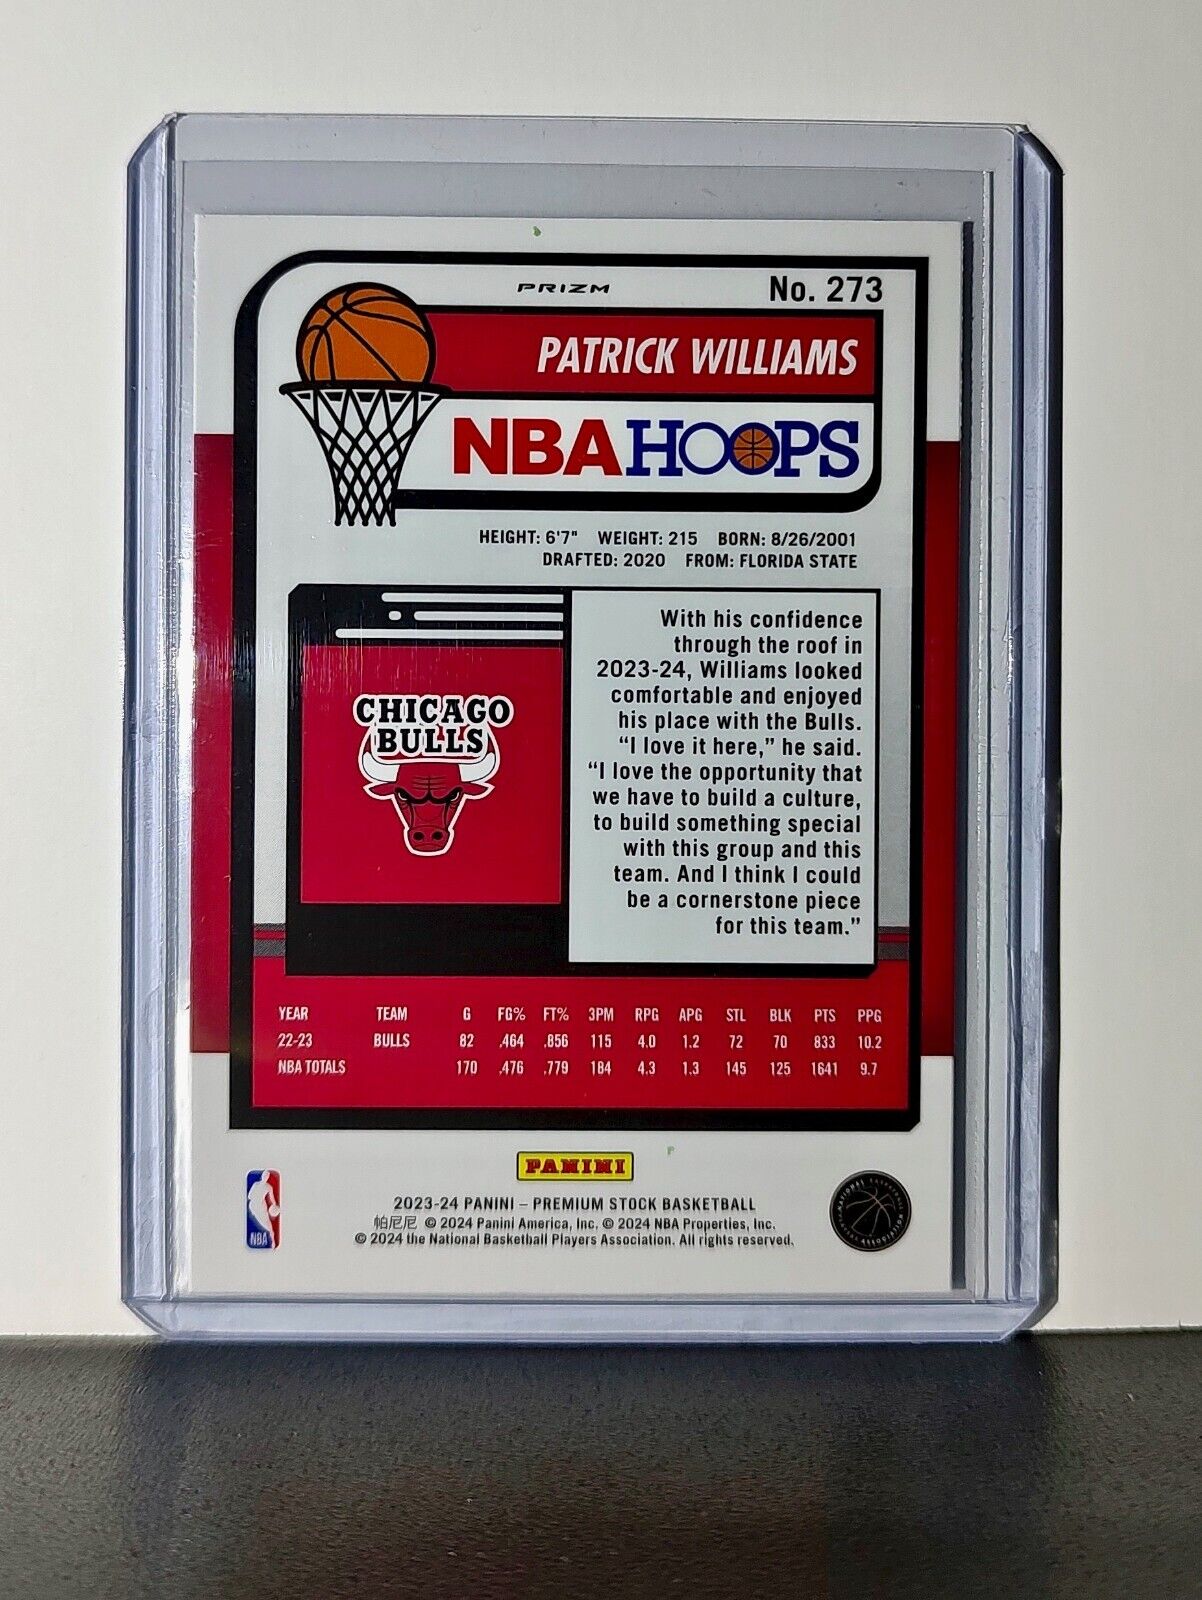 PRIZM No. 273
PATRICK WILLIAMS
NBA HOOPS
HEIGHT: 6'7" WEIGHT: 215 BORN: 8/26/2001
DRAFTED: 2020 FROM: FLORIDA STATE
With his confidence
through the roof in
2023-24, Williams looked
comfortable and enjoyed
his place with the Bulls.
“I love it here,” he said.
“I love the opportunity that
we have to build a culture,
to build something special
with this group and this
team. And I think I could
be a cornerstone piece
for this team.”
CHICAGO
BULLS
YEAR TEAM G FG% FT% 3PM RPG APG STL BLK PTS PPG
22-23 BULLS 82 .464 .856 115 4.0 1.2 72 70 833 10.2
NBA TOTALS 170 .476 .779 184 4.3 1.3 145 125 1641 9.7
PANINI
2023-24 PANINI – PREMIUM STOCK BASKETBALL
帕尼尼 © 2024 Panini America, Inc. © 2024 NBA Properties, Inc.
© 2024 the National Basketball Players Association. All rights reserved.
NBA
NATIONAL BASKETBALL
ASSOCIATION